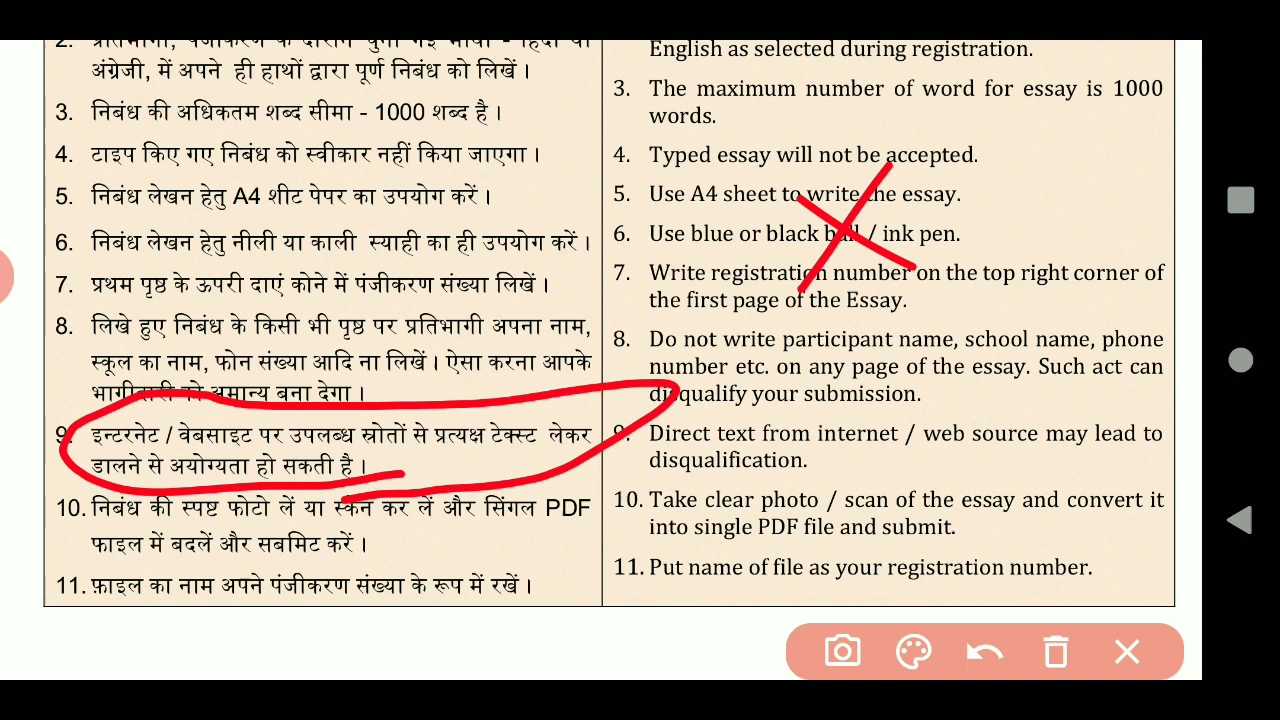 2. प्रतिभागी, पंजीकरण के दौरान चुनी गई भाषा - हिंदी या
अंग्रेजी, में अपने ही हाथों द्वारा पूर्ण निबंध को लिखें।
3. निबंध की अधिकतम शब्द सीमा - 1000 शब्द है।
4. टाइप किए गए निबंध को स्वीकार नहीं किया जाएगा।
5. निबंध लेखन हेतु A4 शीट पेपर का उपयोग करें।
6. निबंध लेखन हेतु नीली या काली स्याही का ही उपयोग करें।
7. प्रथम पृष्ठ के ऊपरी दाएं कोने में पंजीकरण संख्या लिखें।
8. लिखे हुए निबंध के किसी भी पृष्ठ पर प्रतिभागी अपना नाम,
स्कूल का नाम, फोन संख्या आदि ना लिखें। ऐसा करना आपके
भागीदारी को अमान्य बना देगा।
9. इन्टरनेट / वेबसाइट पर उपलब्ध स्रोतों से प्रत्यक्ष टेक्स्ट लेकर
डालने से अयोग्यता हो सकती है।
10. निबंध की स्पष्ट फोटो लें या स्कैन कर लें और सिंगल PDF
फाइल में बदलें और सबमिट करें।
11. फ़ाइल का नाम अपने पंजीकरण संख्या के रूप में रखें।
English as selected during registration.
3. The maximum number of word for essay is 1000
words.
4. Typed essay will not be accepted.
5. Use A4 sheet to write the essay.
6. Use blue or black ball / ink pen.
7. Write registration number on the top right corner of
the first page of the Essay.
8. Do not write participant name, school name, phone
number etc. on any page of the essay. Such act can
disqualify your submission.
9. Direct text from internet / web source may lead to
disqualification.
10. Take clear photo / scan of the essay and convert it
into single PDF file and submit.
11. Put name of file as your registration number.